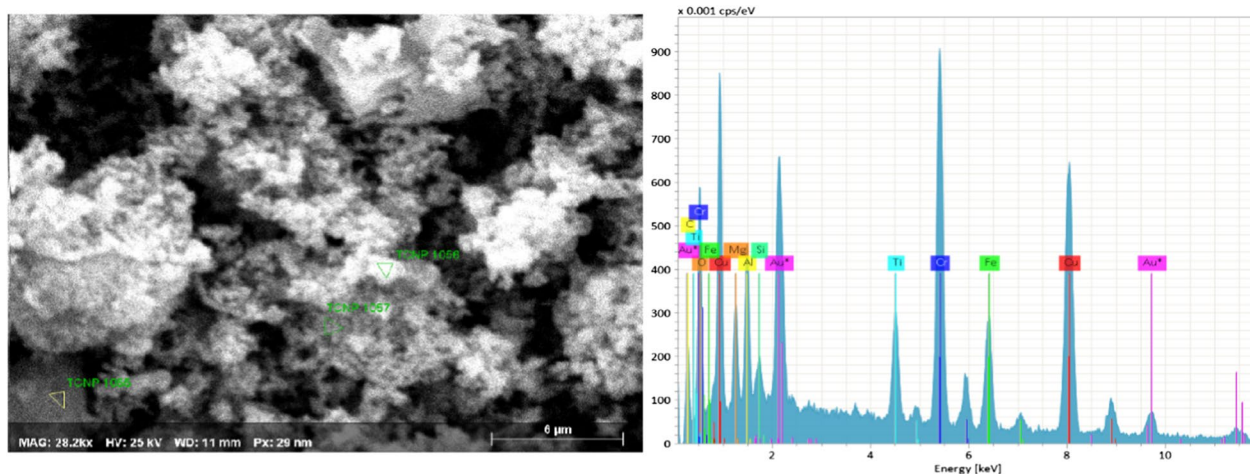 TCNP 1056
TCNP 1057
MAG: 28.2kx HV: 25 kV WD: 11 mm Px: 29 nm
6 µm
x 0.001 cps/eV
900
800
700
600
500
400
300
200
100
0
C
Cr
Ti
Au*
Fe
Mg
Si
O
Cu
Al
Au*
Ti
Cr
Fe
Cu
Au*
2
4
6
8
10
Energy [keV]